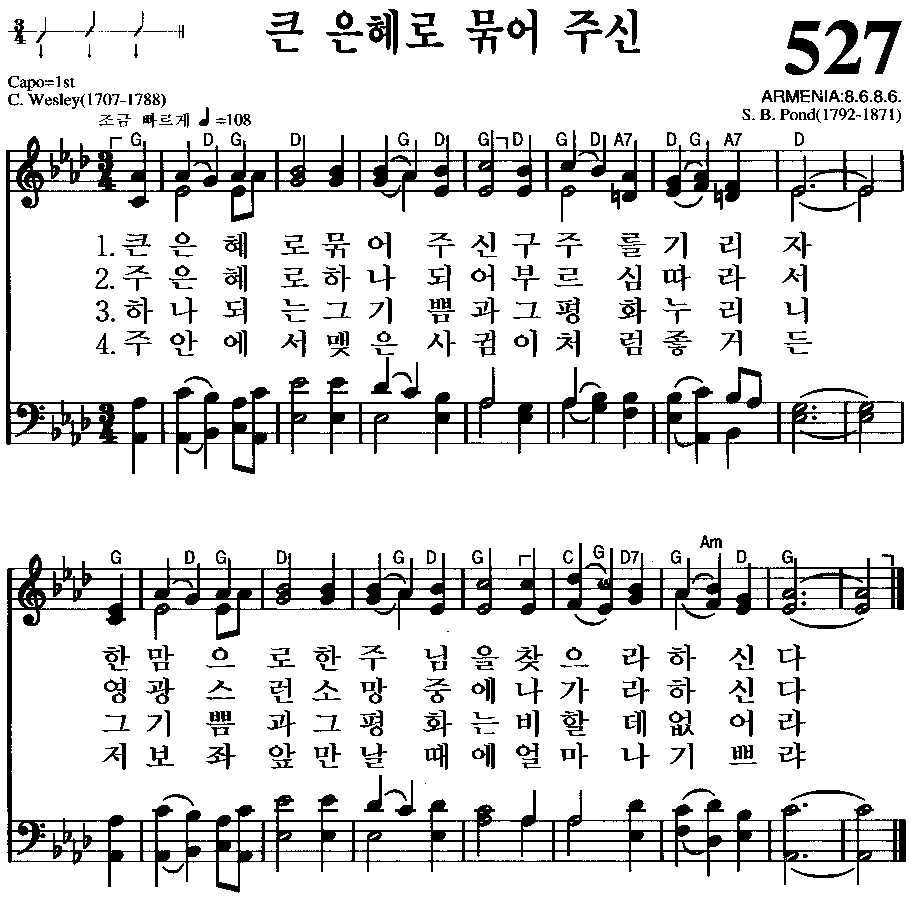 3/4 큰 은혜로 묶어 주신 527
Capo=1st
C. Wesley(1707-1788)
ARMENIA:8.6.8.6.
S. B. Pond(1792-1871)
조금 빠르게 ♩=108
G D G D G D G D G D A7 D G A7 D
1. 큰 은 혜 로 묶 어 주 신 구 주 를 기 리 자
2. 주 은 혜 로 하 나 되 어 부 르 심 따 라 서
3. 하 나 되 는 그 기 쁨 과 그 평 화 누 리 니
4. 주 안 에 서 맺 은 사 귐 이 처 럼 좋 거 든
G D G D G D G C G D7 G Am D G
한 맘 으 로 한 주 님 을 찾 으 라 하 신 다
영 광 스 런 소 망 중 에 나 가 라 하 신 다
그 기 쁨 과 그 평 화 는 비 할 데 없 어 라
저 보 좌 앞 만 날 때 에 얼 마 나 기 쁘 랴